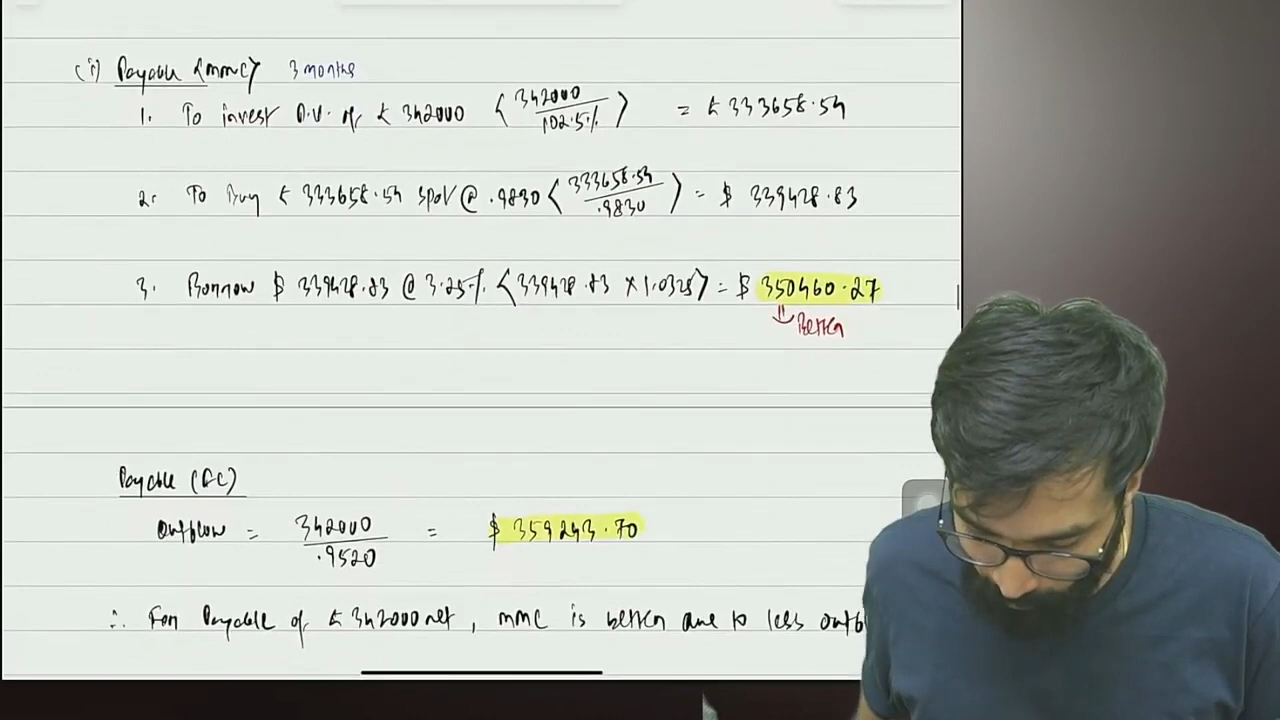 (i) Payable <mmc> 3 months
1. To invest P.V. of £ 342000 < 342000 / 102.5% > = £ 333658.54
2. To Buy £ 333658.54 spot @ .9830 < 333658.54 / .9830 > = $ 339428.83
3. Borrow $ 339428.83 @ 3.25% < 339428.83 × 1.0325 > = $ 350460.27
Better
Payable (FC)
Outflow = 342000 / .9520 = $ 359243.70
∴ For Payable of £ 342000 net, MMC is better due to less